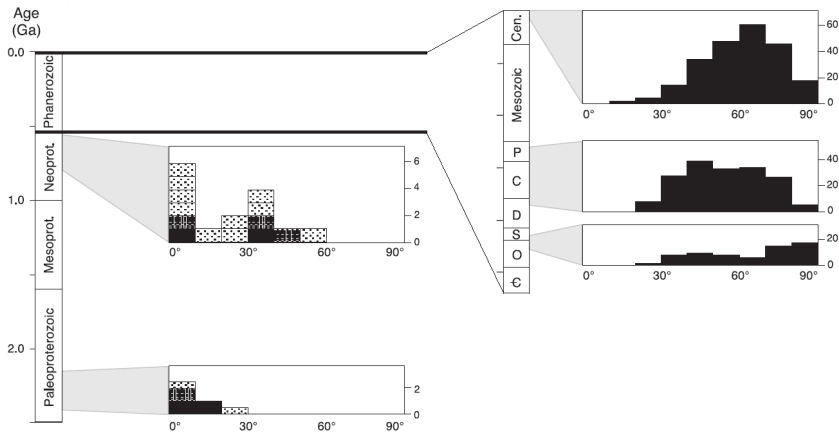 Age
(Ga)
0.0
1.0
2.0
Phanerozoic
Neoprot.
Mesoprot.
Paleoproterozoic
6
4
2
0
0° 30° 60° 90°
2
0
0° 30° 60° 90°
Cen.
Mesozoic
P
C
D
S
O
Ꞓ
60
40
20
0
0° 30° 60° 90°
40
20
0
0° 30° 60° 90°
20
0
0° 30° 60° 90°